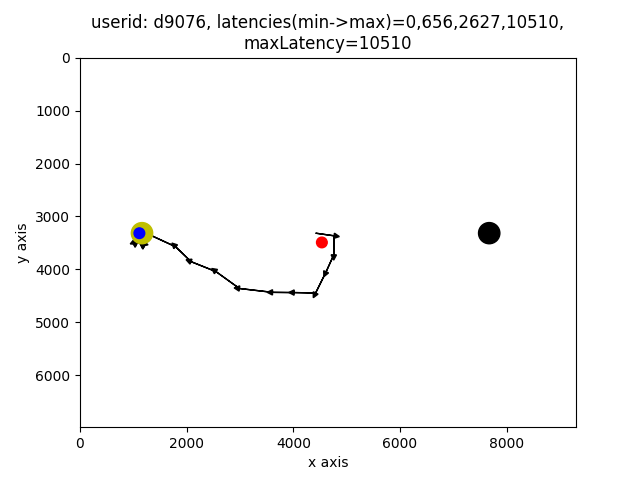 userid: d9076, latencies(min->max)=0,656,2627,10510,
maxLatency=10510
0
1000
2000
3000
4000
5000
6000
y axis
0 2000 4000 6000 8000
x axis